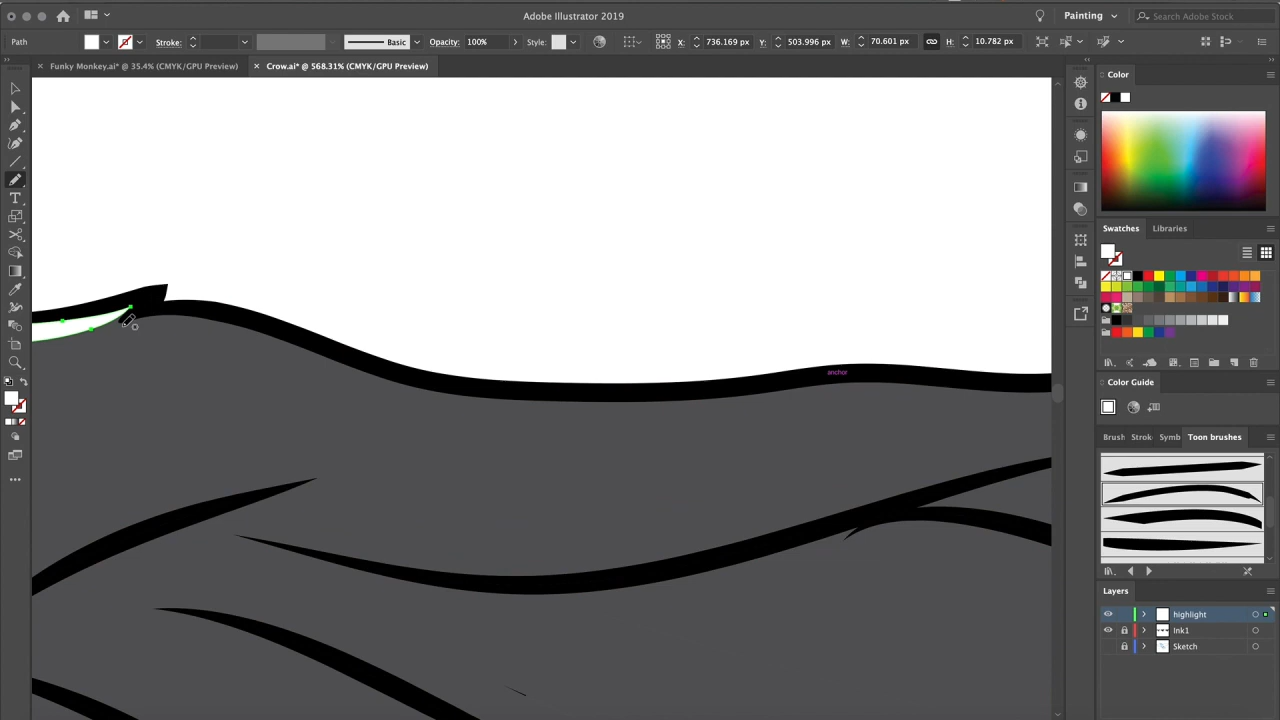 Adobe Illustrator 2019
Painting
Search Adobe Stock
Path
Stroke:
Basic
Opacity: 100%
Style:
X: 736.169 px
Y: 503.996 px
W: 70.601 px
H: 10.782 px
× Funky Monkey.ai* @ 35.4% (CMYK/GPU Preview)
× Crow.ai* @ 568.31% (CMYK/GPU Preview)
Color
Swatches
Libraries
anchor
Color Guide
Brush
Strok
Symb
Toon brushes
Layers
highlight
Ink1
Sketch